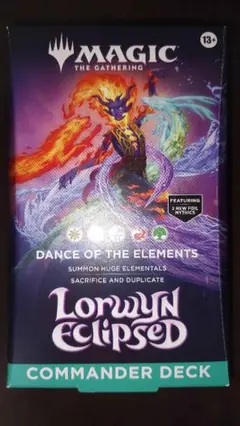 MAGIC
THE GATHERING
13+
FEATURING
2 NEW FOIL
MYTHICS
DANCE OF THE ELEMENTS
SUMMON HUGE ELEMENTALS
SACRIFICE AND DUPLICATE
LORWYN
ECLIPSED
COMMANDER DECK